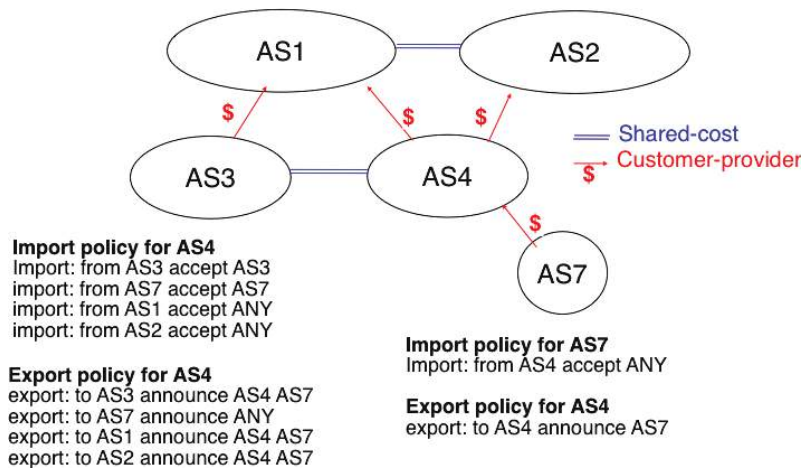 AS1
AS2
$
$
$
Shared-cost
Customer-provider
$
AS3
AS4
$
AS7
Import policy for AS4
Import: from AS3 accept AS3
import: from AS7 accept AS7
import: from AS1 accept ANY
import: from AS2 accept ANY
Export policy for AS4
export: to AS3 announce AS4 AS7
export: to AS7 announce ANY
export: to AS1 announce AS4 AS7
export: to AS2 announce AS4 AS7
Import policy for AS7
Import: from AS4 accept ANY
Export policy for AS4
export: to AS4 announce AS7